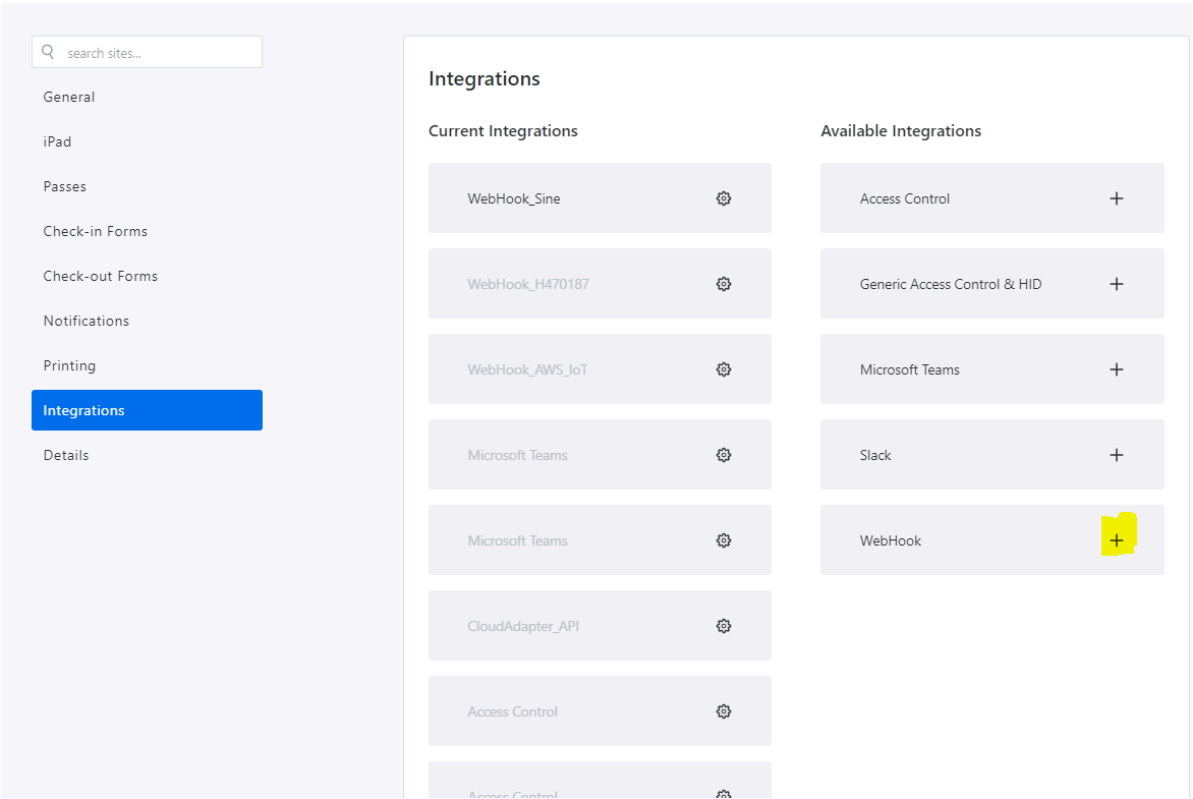 search sites...
General
iPad
Passes
Check-in Forms
Check-out Forms
Notifications
Printing
Integrations
Details
Integrations
Current Integrations
WebHook_Sine
WebHook_H470187
WebHook_AWS_IoT
Microsoft Teams
Microsoft Teams
CloudAdapter_API
Access Control
Access Control
Available Integrations
Access Control
Generic Access Control & HID
Microsoft Teams
Slack
WebHook